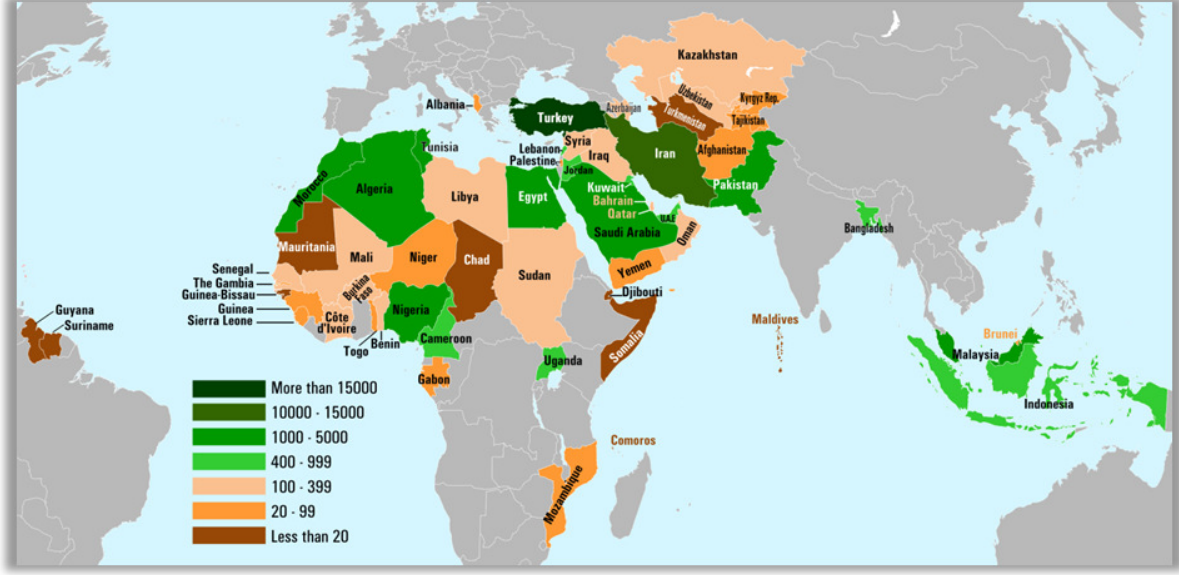 Kazakhstan
Uzbekistan
Kyrgyz Rep.
Albania
Azerbaijan
Turkmenistan
Tajikistan
Turkey
Tunisia
Syria
Lebanon
Palestine
Iraq
Iran
Afghanistan
Morocco
Algeria
Libya
Egypt
Jordan
Kuwait
Bahrain
Qatar
Pakistan
UAE
Saudi Arabia
Oman
Bangladesh
Mauritania
Mali
Niger
Chad
Sudan
Yemen
Senegal
The Gambia
Guinea-Bissau
Guinea
Sierra Leone
Burkina
Faso
Côte
d'Ivoire
Togo
Benin
Nigeria
Cameroon
Djibouti
Somalia
Maldives
Guyana
Suriname
Uganda
Gabon
Brunei
Malaysia
Indonesia
Comoros
Mozambique
More than 15000
10000 - 15000
1000 - 5000
400 - 999
100 - 399
20 - 99
Less than 20